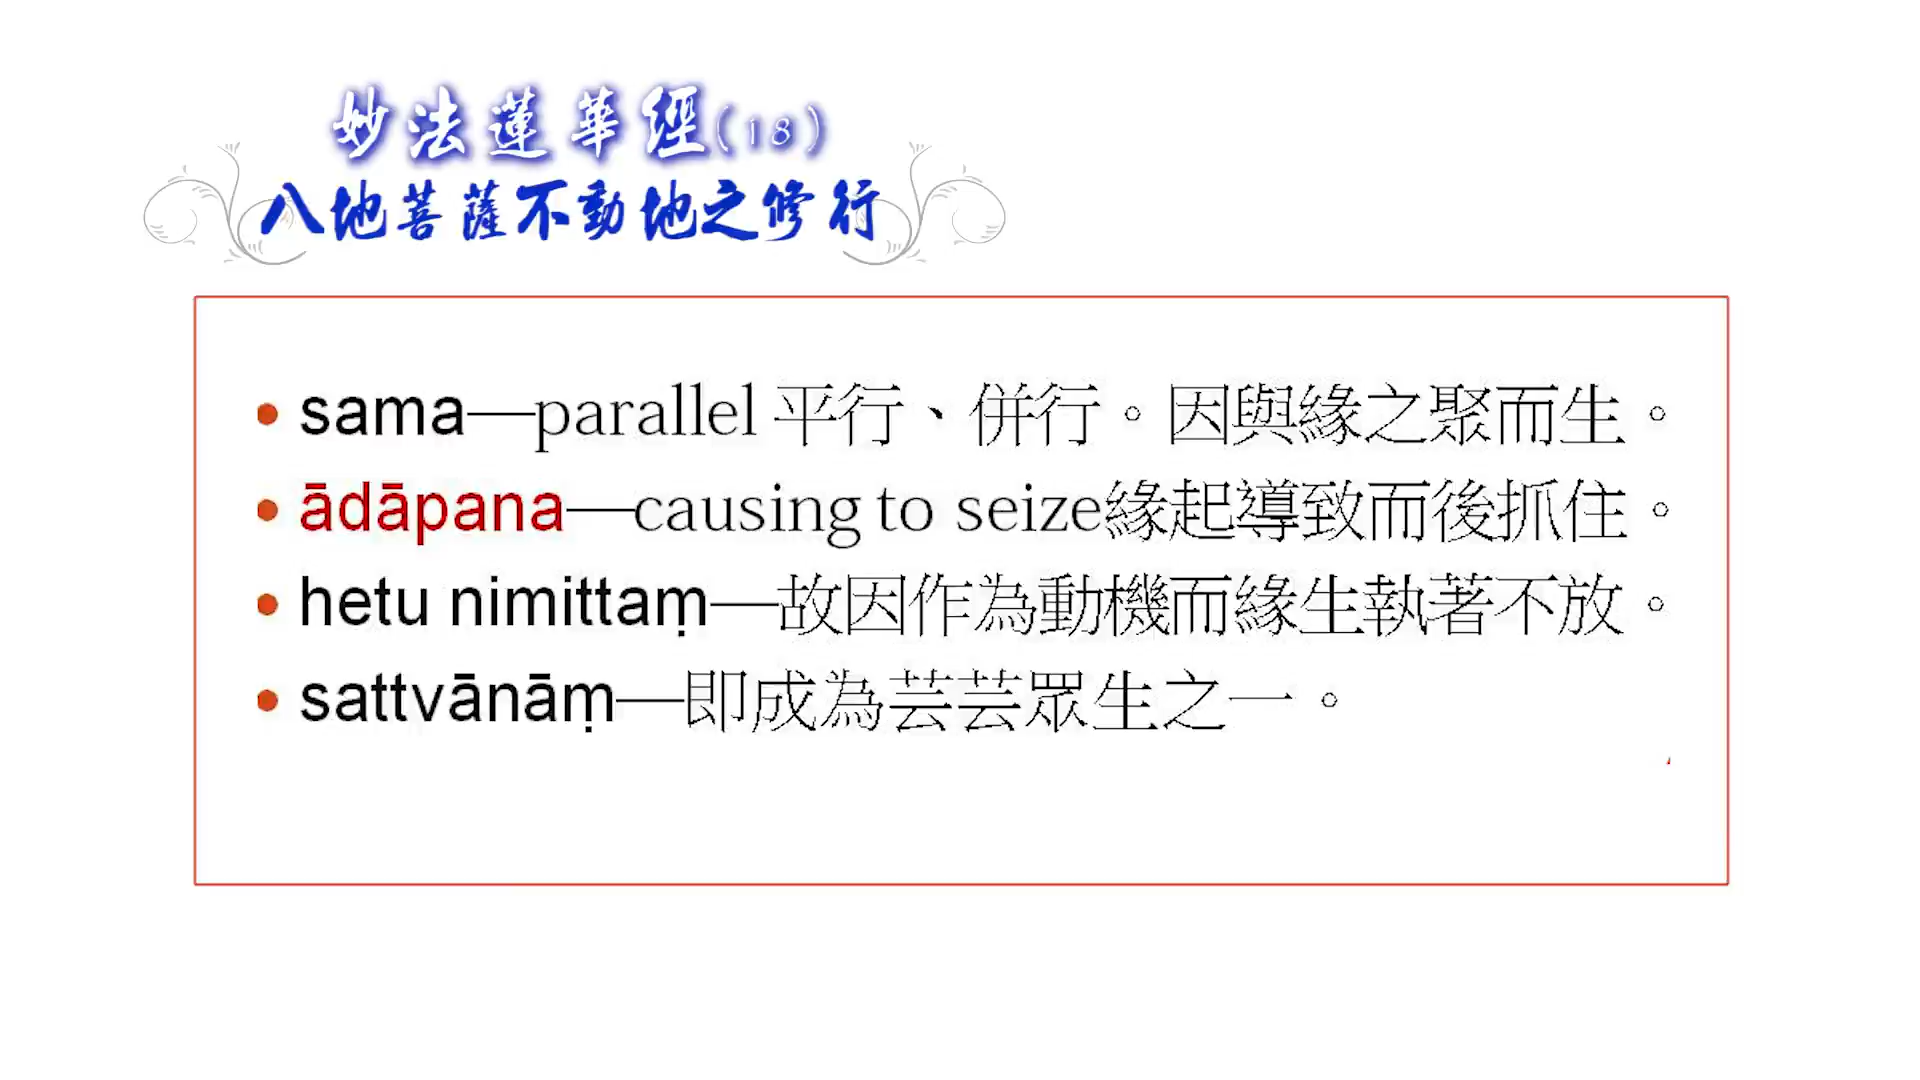 妙法蓮華經(18)
八地菩薩不動地之修行
• sama—parallel 平行、併行。因與緣之聚而生。
• ādāpana—causing to seize緣起導致而後抓住。
• hetu nimittaṃ—故因作為動機而緣生執著不放。
• sattvānāṃ—即成為芸芸眾生之一。